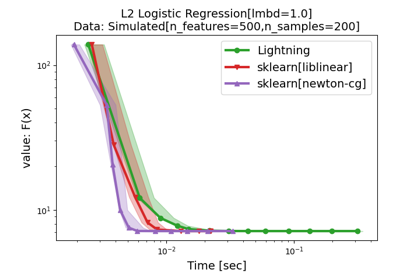 L2 Logistic Regression[lmbd=1.0]
Data: Simulated[n_features=500,n_samples=200]
Lightning
sklearn[liblinear]
sklearn[newton-cg]
value: F(x)
10²
10¹
10⁻²
10⁻¹
Time [sec]